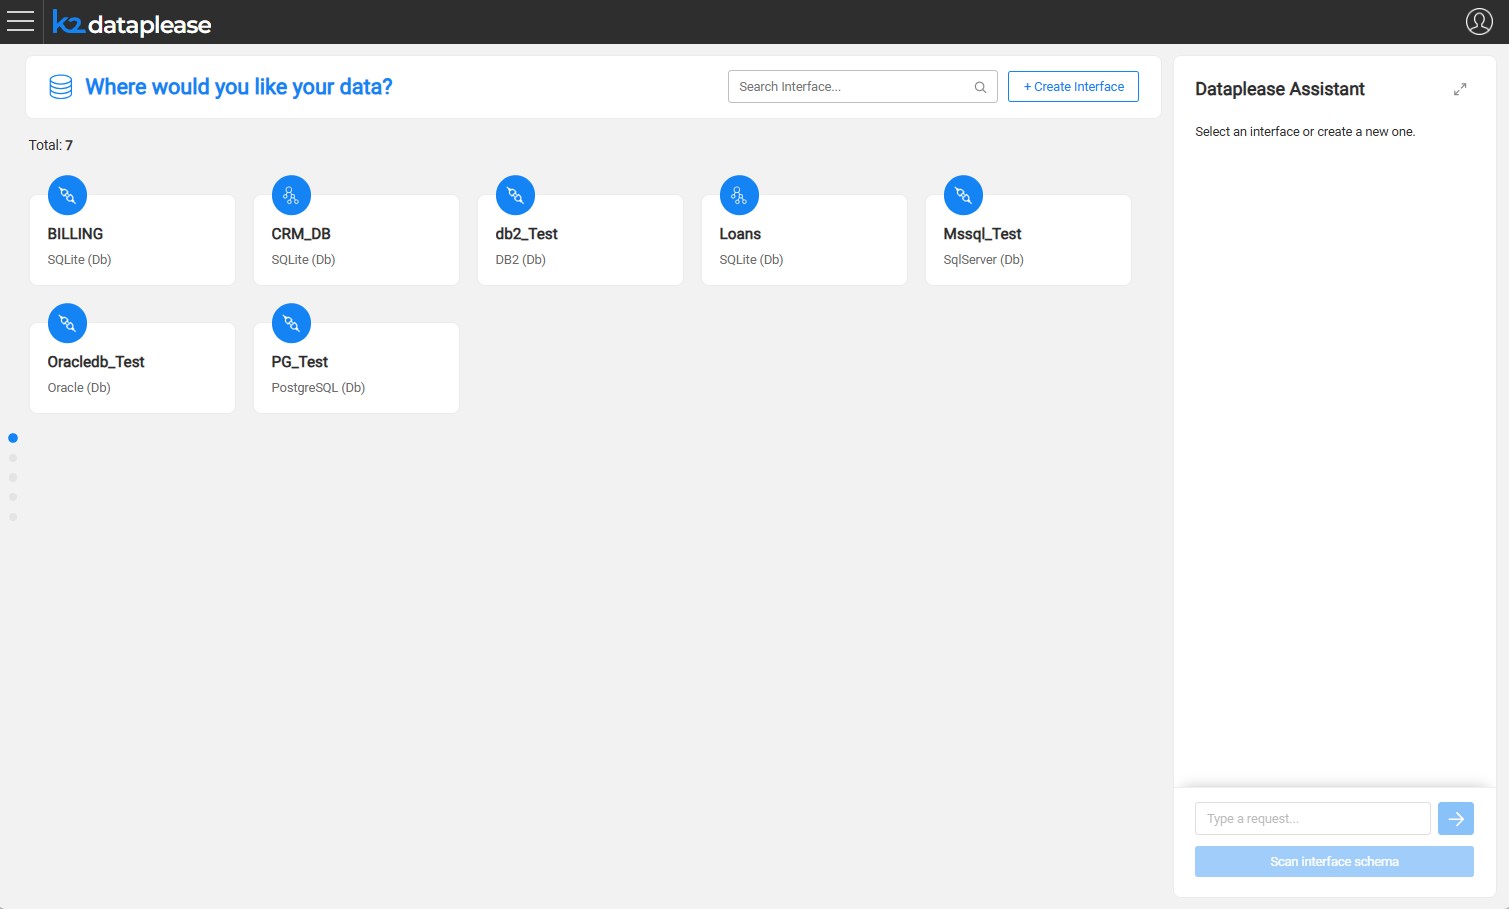 k2 dataplease
Where would you like your data?
Search Interface...
+ Create Interface
Total: 7
BILLING
SQLite (Db)
CRM_DB
SQLite (Db)
db2_Test
DB2 (Db)
Loans
SQLite (Db)
Mssql_Test
SqlServer (Db)
Oracledb_Test
Oracle (Db)
PG_Test
PostgreSQL (Db)
Dataplease Assistant
Select an interface or create a new one.
Type a request...
Scan interface schema